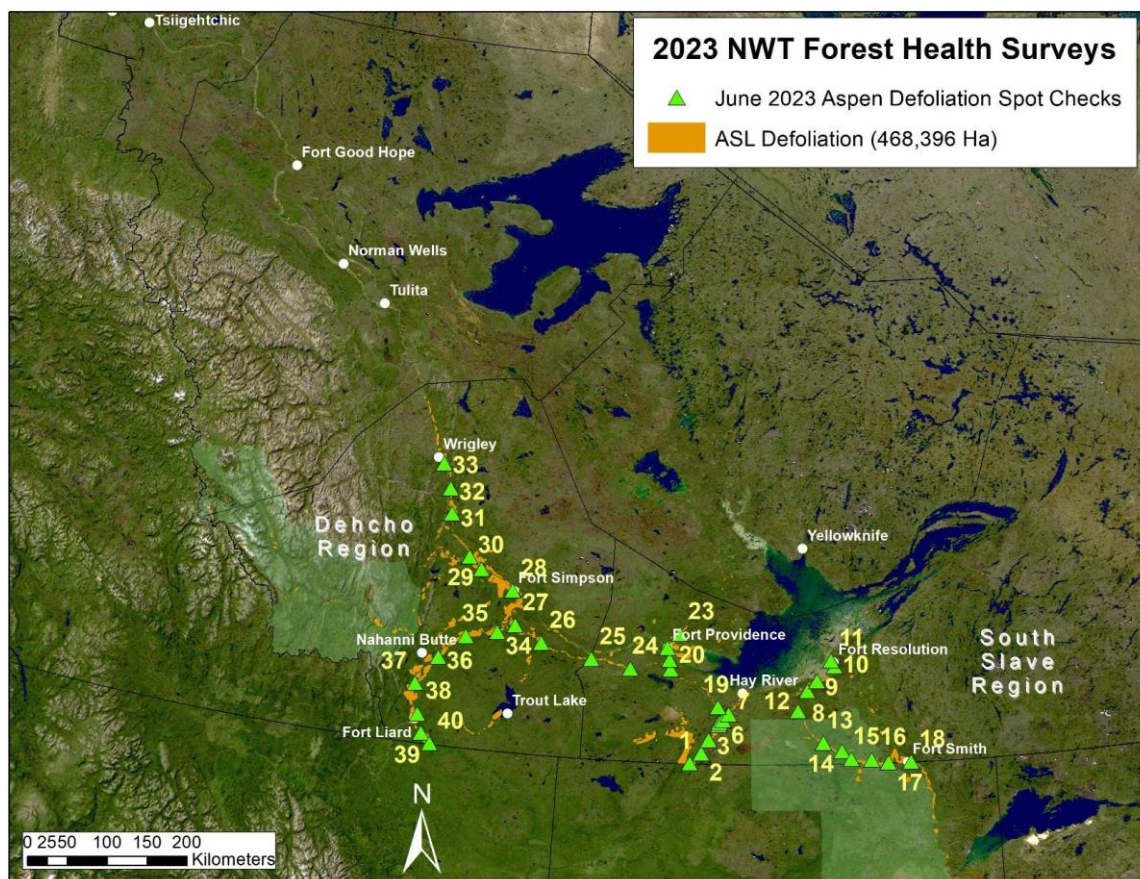 Tsiigehtchic
2023 NWT Forest Health Surveys
June 2023 Aspen Defoliation Spot Checks
ASL Defoliation (468,396 Ha)
Fort Good Hope
Norman Wells
Tulita
Wrigley
33
32
31
Dehcho
Region
30
29
28
Fort Simpson
27
26
35
34
Nahanni Butte
37
36
38
40
Fort Liard
39
Trout Lake
Yellowknife
25
24
23
Fort Providence
20
19
Hay River
7
6
1
3
2
11
Fort Resolution
10
9
12
8
13
14
15
16
18
Fort Smith
17
South
Slave
Region
N
0 25 50 100 150 200
Kilometers